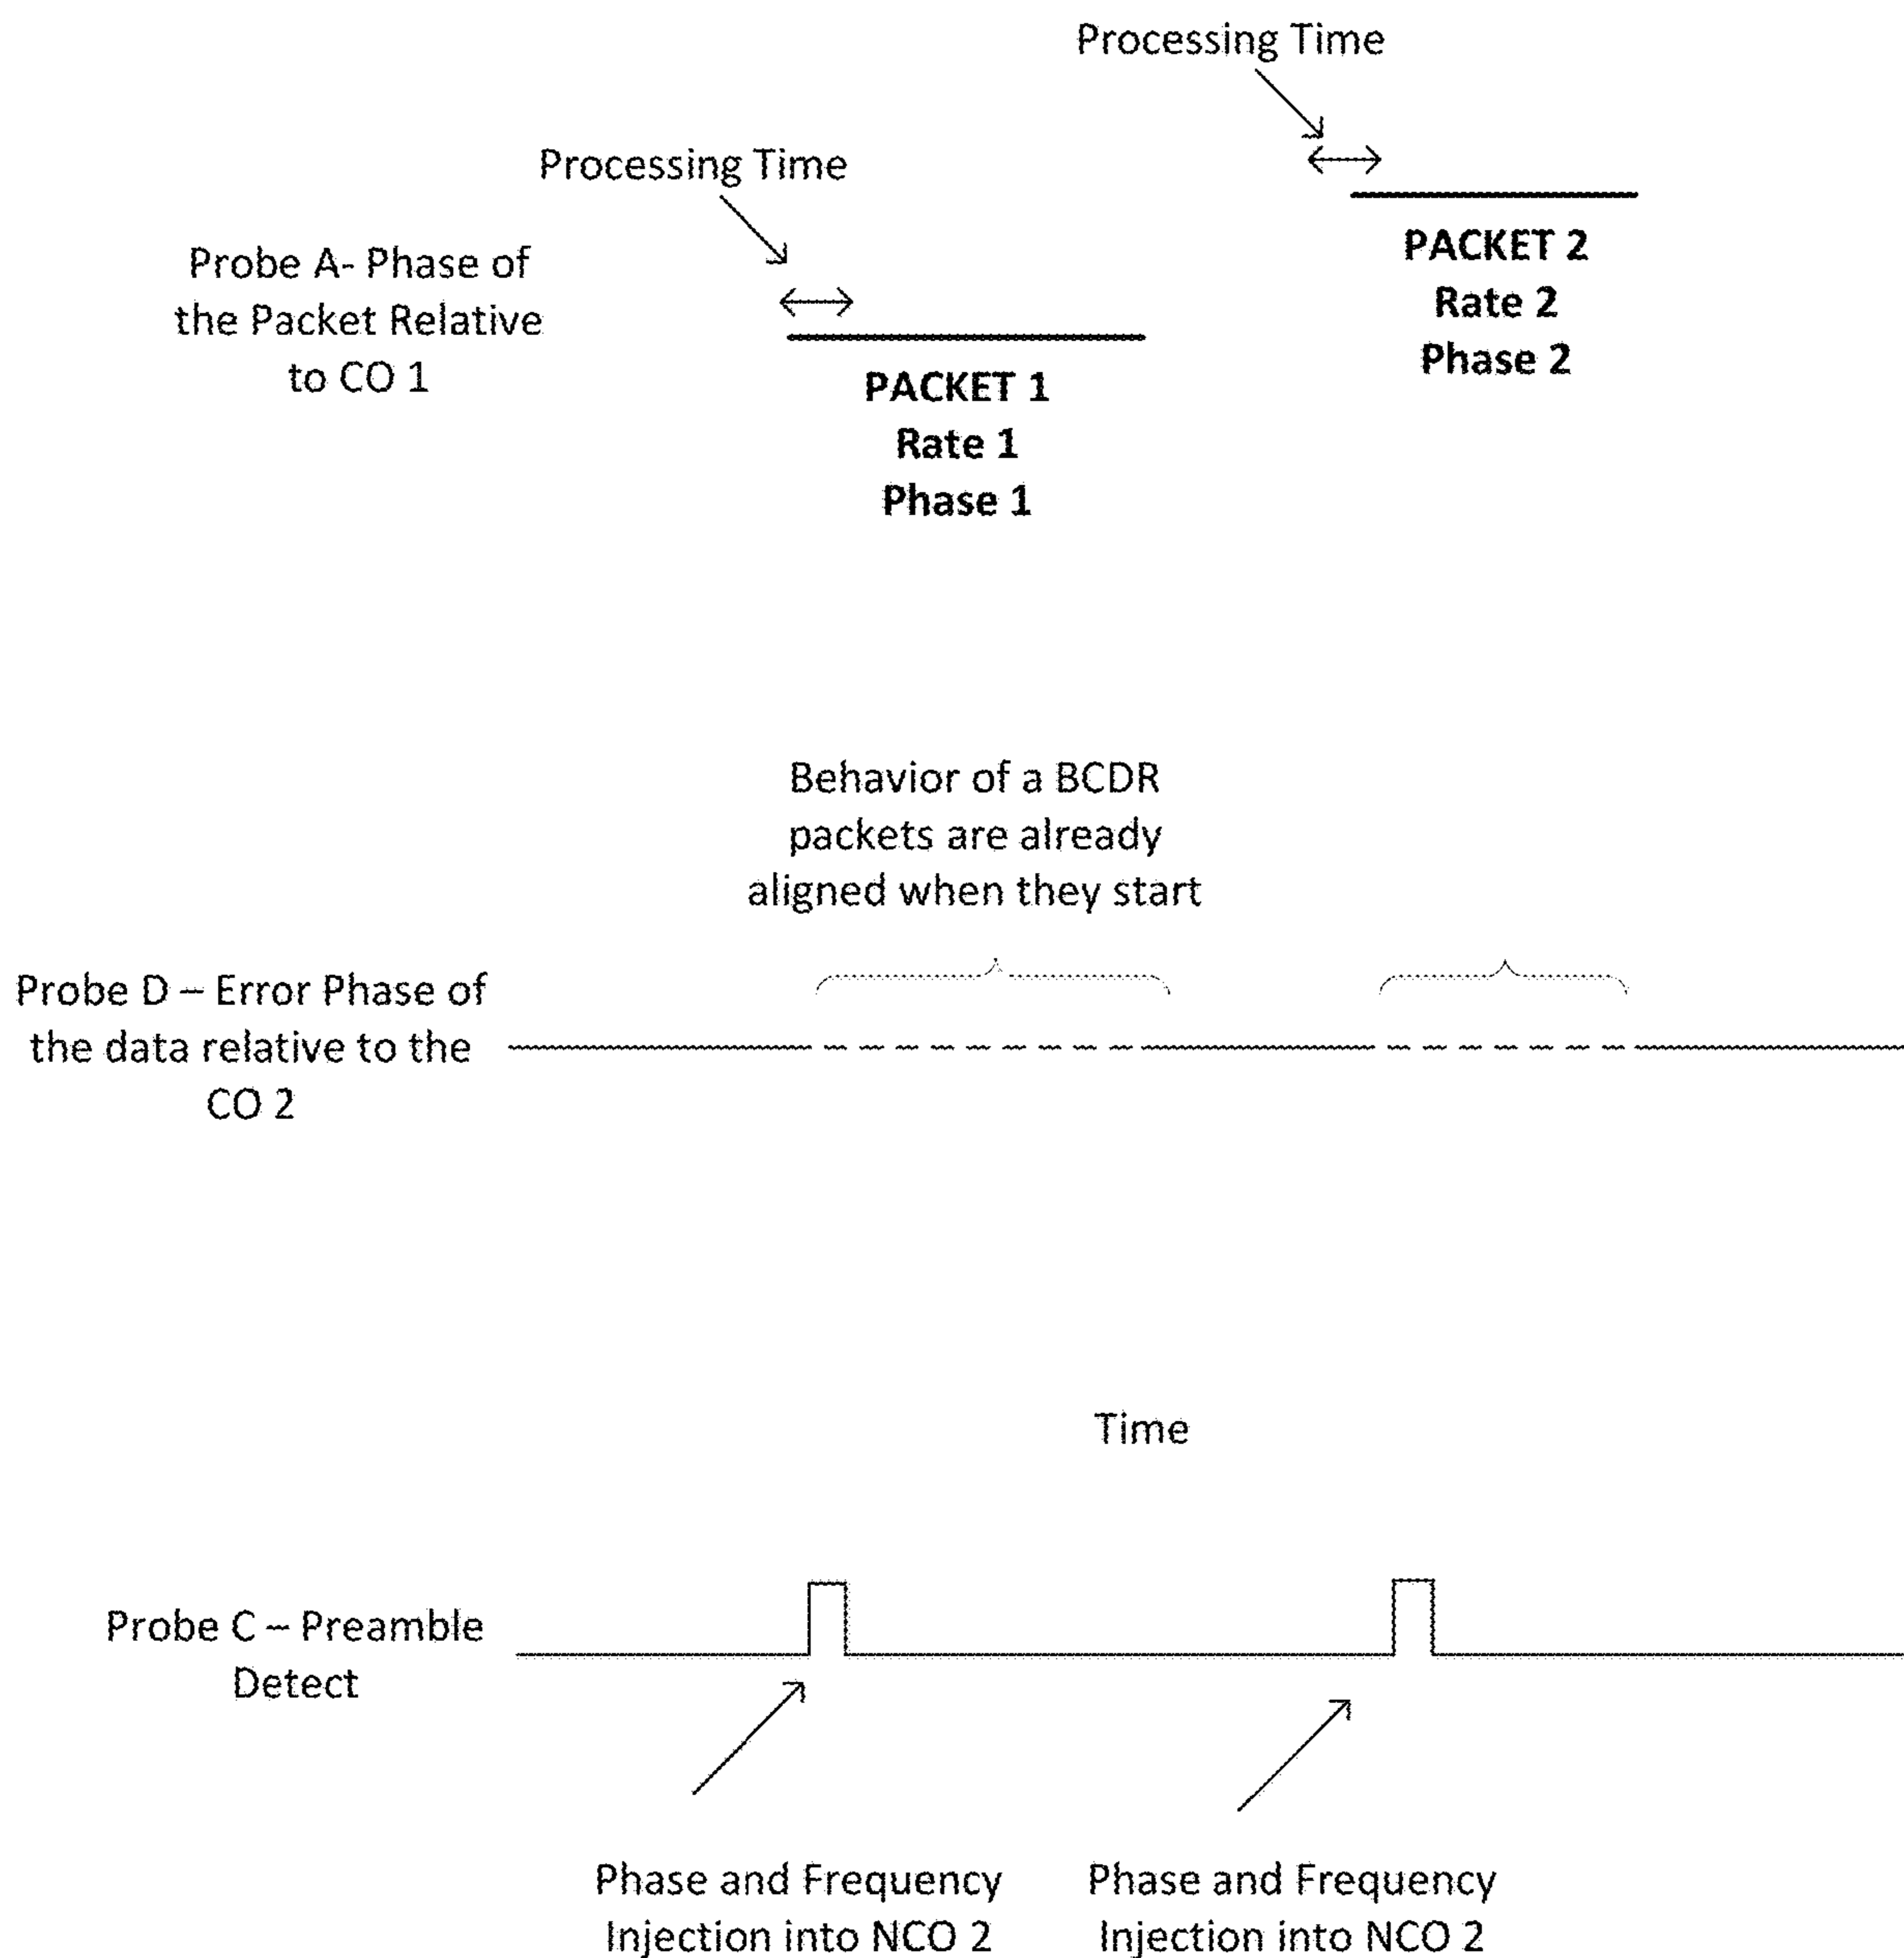 Processing Time
Processing Time
Probe A- Phase of
the Packet Relative
to CO 1
PACKET 2
Rate 2
Phase 2
PACKET 1
Rate 1
Phase 1
Behavior of a BCDR
packets are already
aligned when they start
Probe D – Error Phase of
the data relative to the
CO 2
Time
Probe C – Preamble
Detect
Phase and Frequency
Injection into NCO 2
Phase and Frequency
Injection into NCO 2